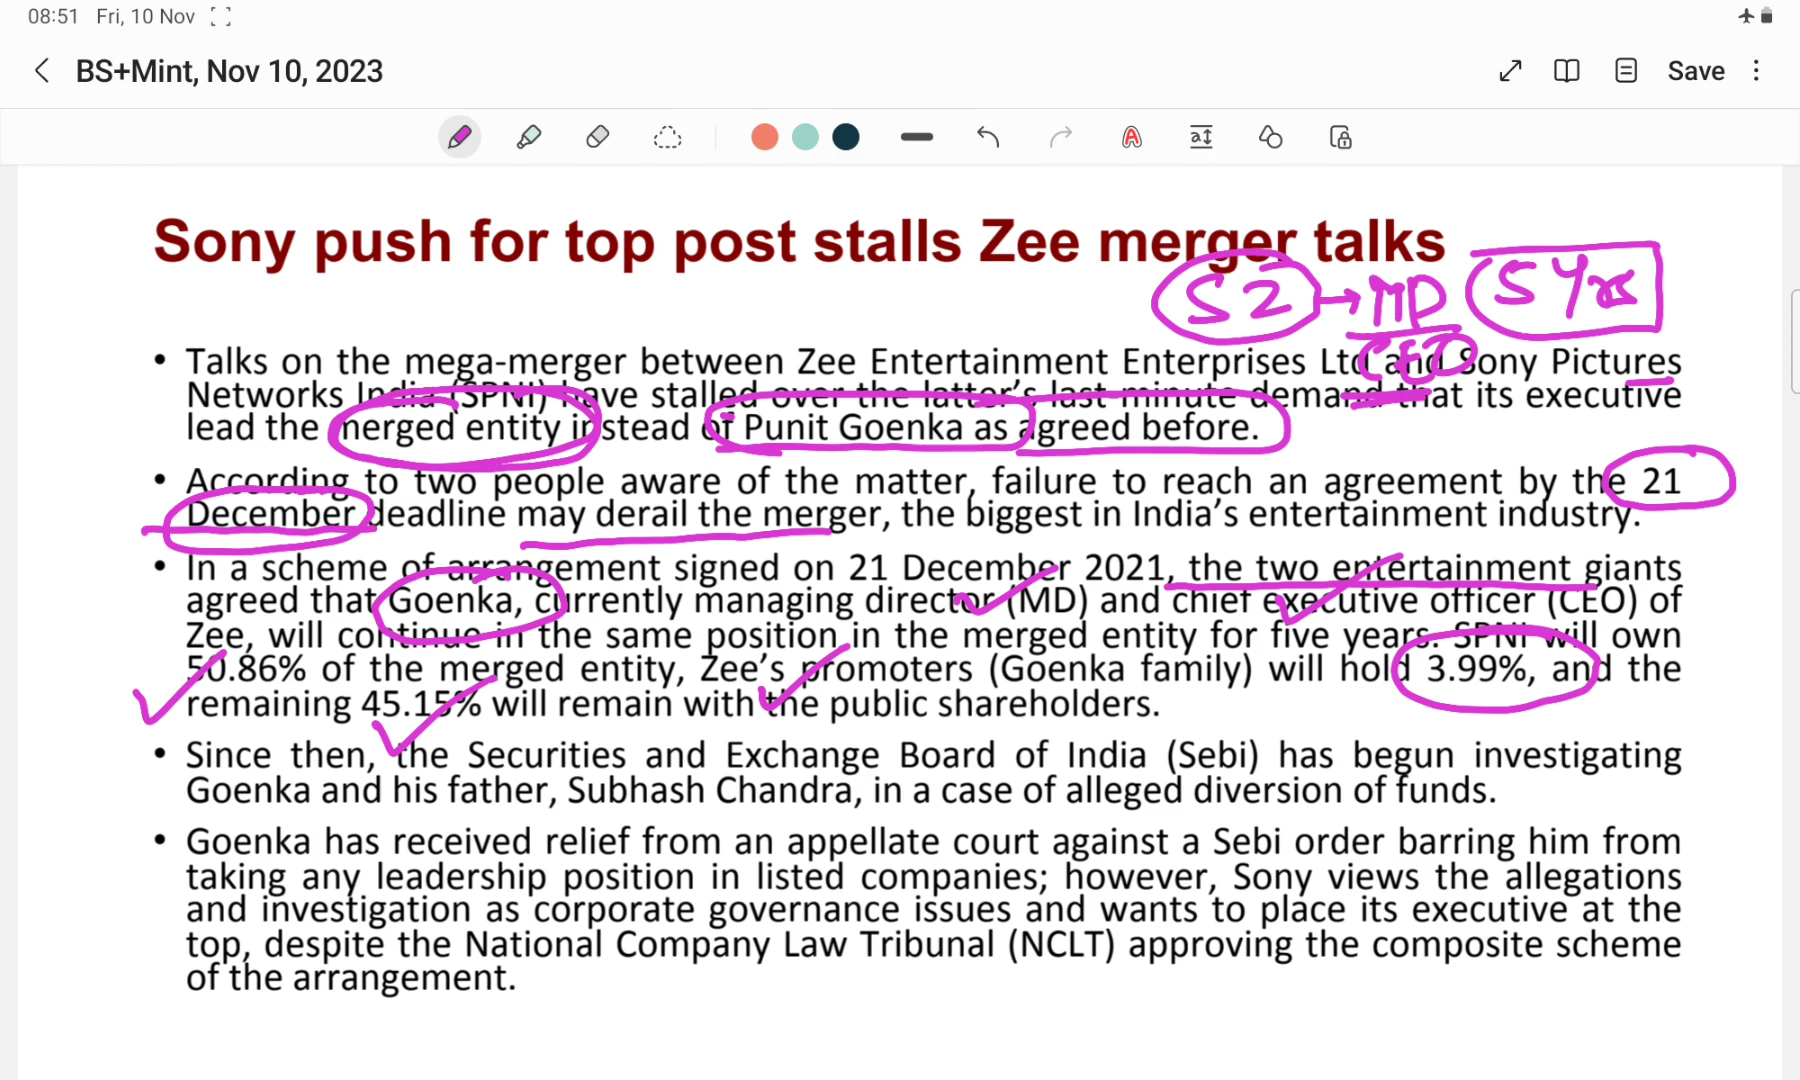 08:51 Fri, 10 Nov
BS+Mint, Nov 10, 2023
Save
Sony push for top post stalls Zee merger talks
SZ → MD 5 Yrs
CEO
• Talks on the mega-merger between Zee Entertainment Enterprises Ltd and Sony Pictures
Networks India (SPNI) have stalled over the latter's last minute demand that its executive
lead the merged entity instead of Punit Goenka as agreed before.
• According to two people aware of the matter, failure to reach an agreement by the 21
December deadline may derail the merger, the biggest in India's entertainment industry.
• In a scheme of arrangement signed on 21 December 2021, the two entertainment giants
agreed that Goenka, currently managing director (MD) and chief executive officer (CEO) of
Zee, will continue in the same position in the merged entity for five years. SPNI will own
50.86% of the merged entity, Zee's promoters (Goenka family) will hold 3.99%, and the
remaining 45.15% will remain with the public shareholders.
• Since then, the Securities and Exchange Board of India (Sebi) has begun investigating
Goenka and his father, Subhash Chandra, in a case of alleged diversion of funds.
• Goenka has received relief from an appellate court against a Sebi order barring him from
taking any leadership position in listed companies; however, Sony views the allegations
and investigation as corporate governance issues and wants to place its executive at the
top, despite the National Company Law Tribunal (NCLT) approving the composite scheme
of the arrangement.